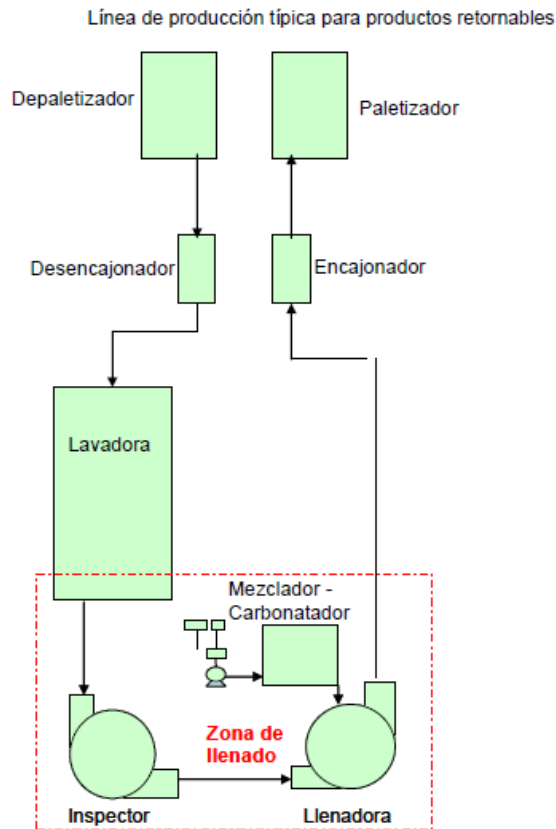 Línea de producción típica para productos retornables
Depaletizador
Paletizador
Desencajonador
Encajonador
Lavadora
Mezclador -
Carbonatador
Zona de
llenado
Inspector
Llenadora